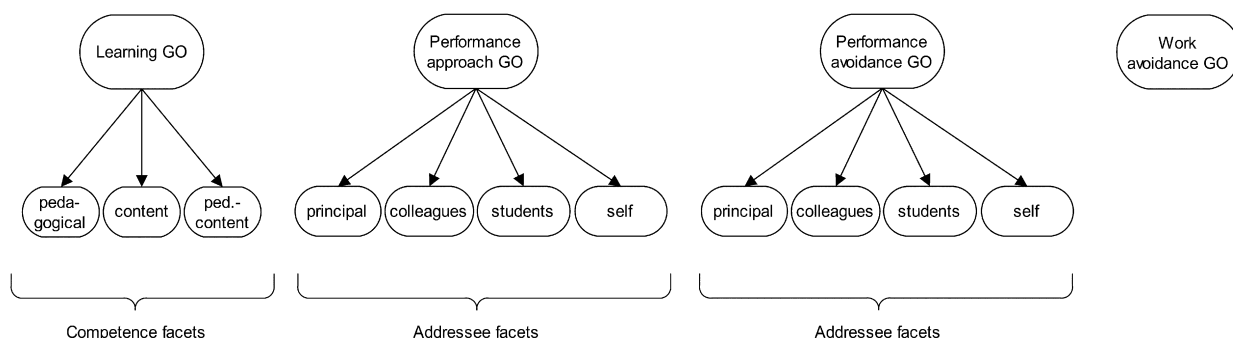 Learning GO
Performance
approach GO
Performance
avoidance GO
Work
avoidance GO
peda-
gogical
content
ped.-
content
principal
colleagues
students
self
principal
colleagues
students
self
Competence facets
Addressee facets
Addressee facets